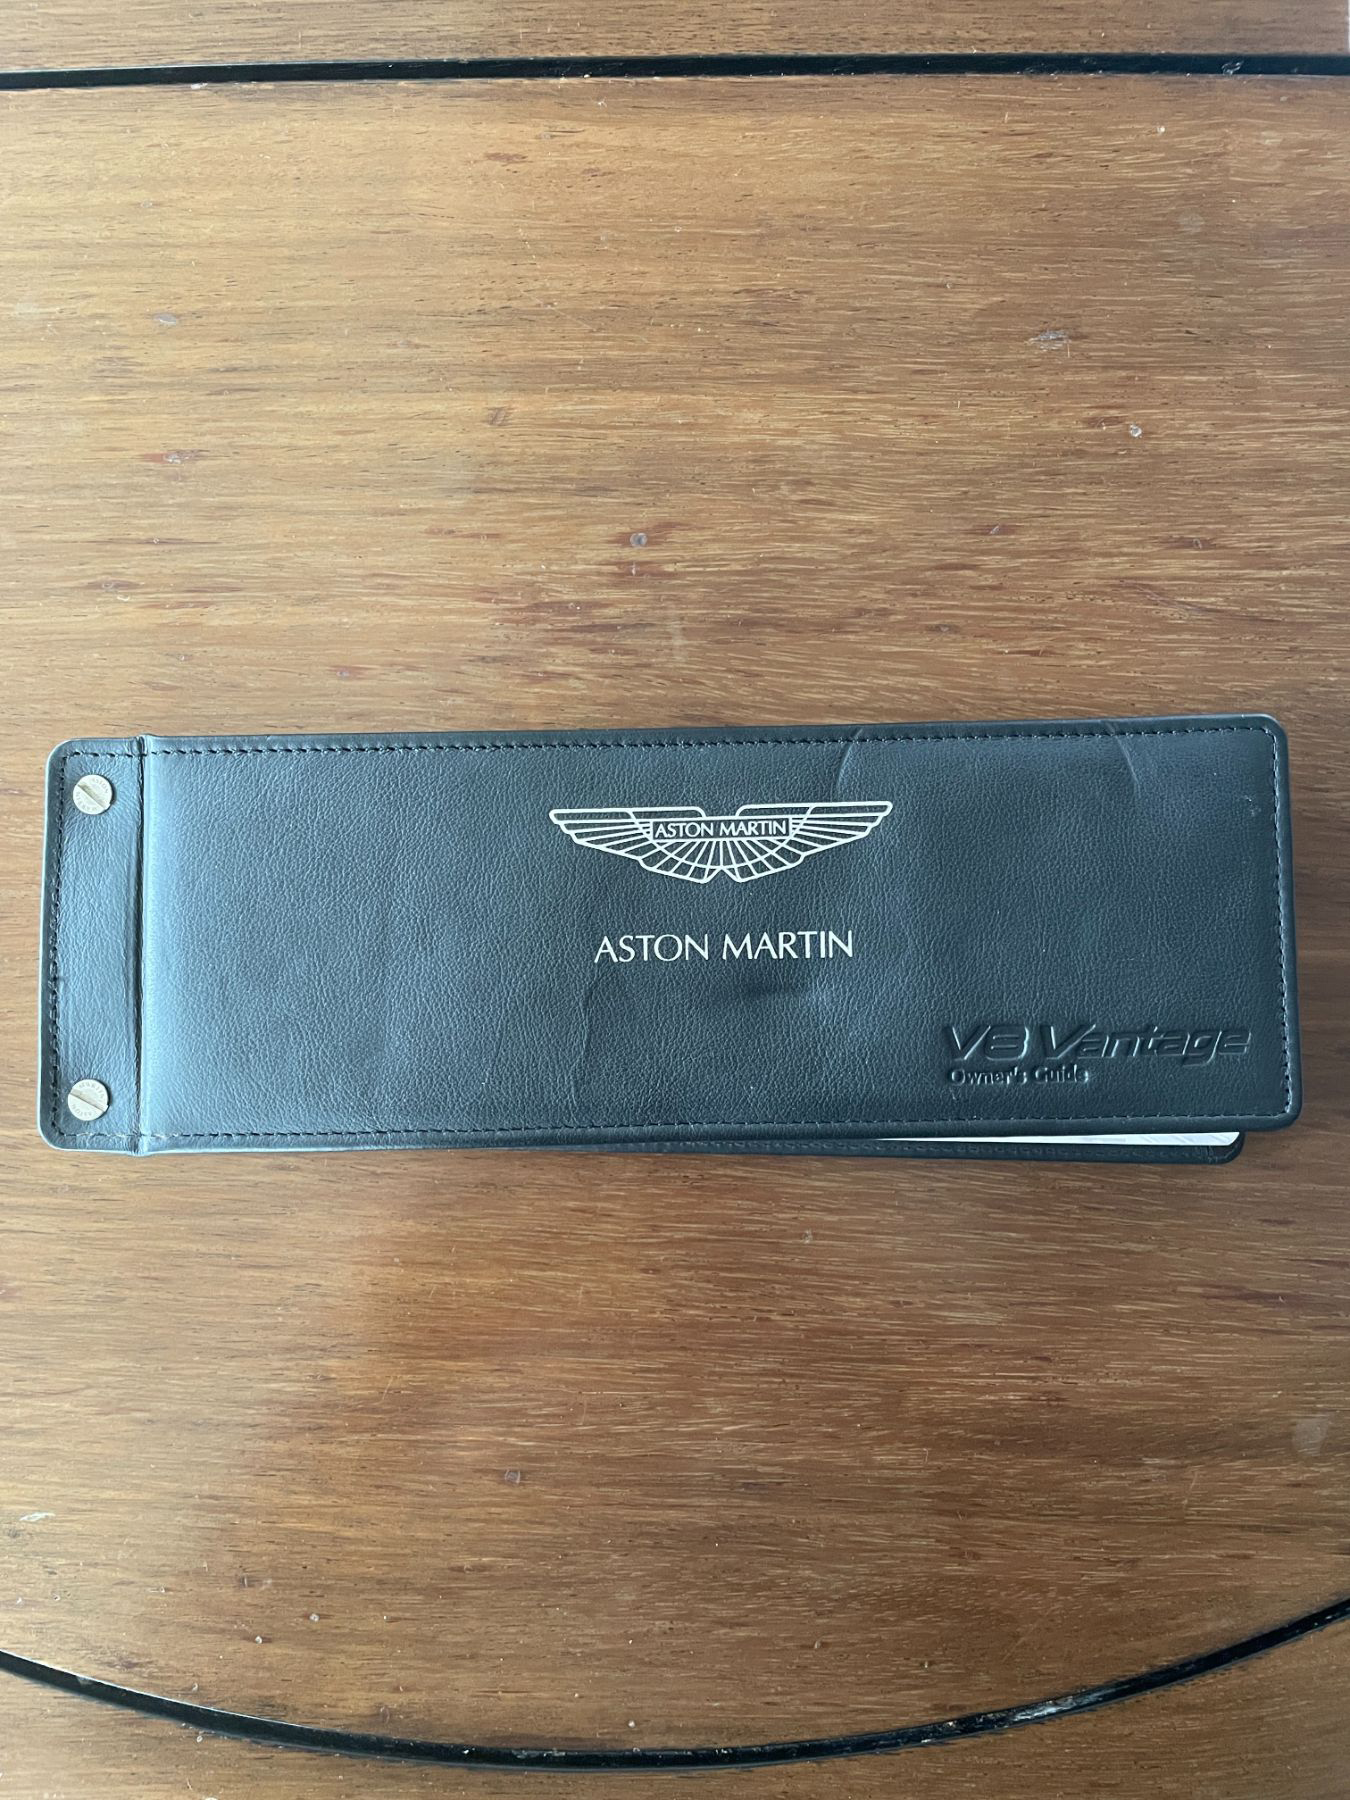 ASTON MARTIN
ASTON MARTIN
V8 Vantage
Owner's Guide